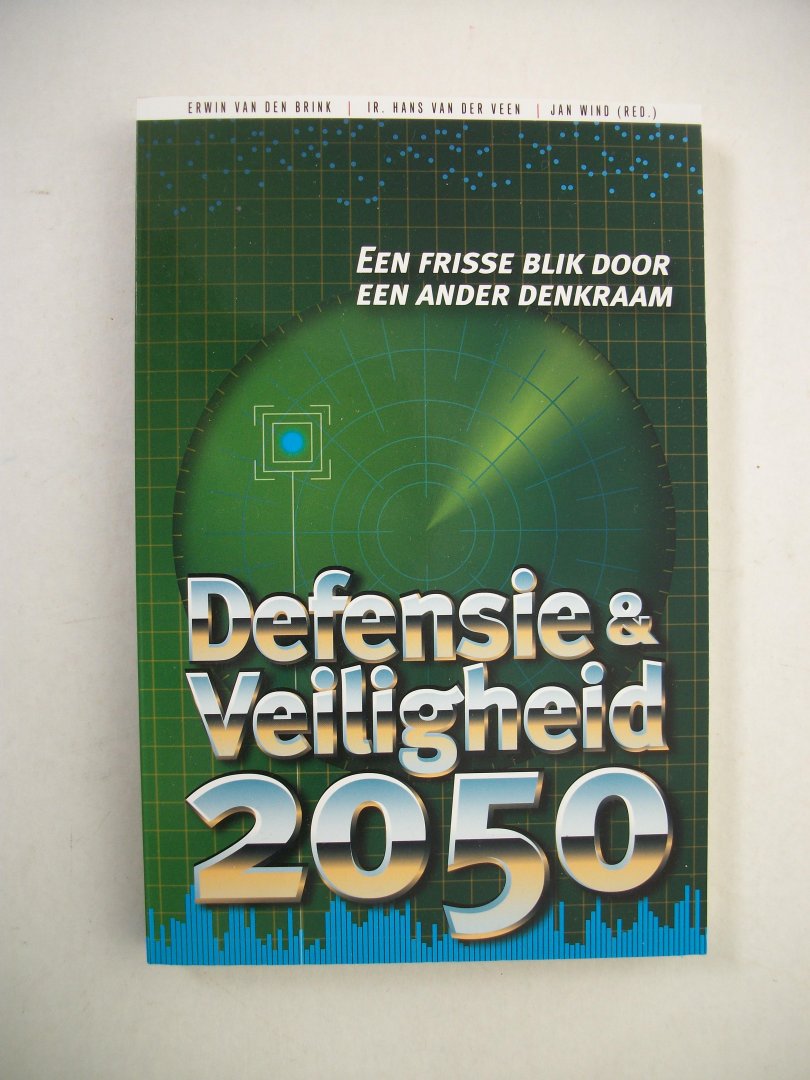 ERWIN VAN DEN BRINK | IR. HANS VAN DER VEEN | JAN WIND (RED.)
EEN FRISSE BLIK DOOR
EEN ANDER DENKRAAM
Defensie &
Veiligheid
2050